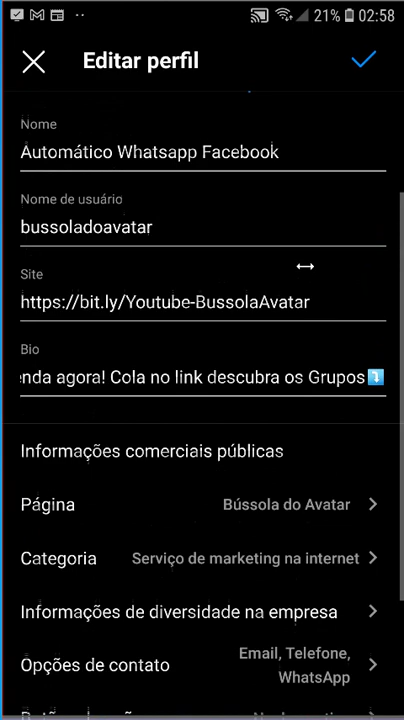 21% 02:58
Editar perfil
Nome
Automático Whatsapp Facebook
Nome de usuário
bussoladoavatar
Site
https://bit.ly/Youtube-BussolaAvatar
Bio
enda agora! Cola no link descubra os Grupos⤵️
Informações comerciais públicas
Página Bússola do Avatar
Categoria Serviço de marketing na internet
Informações de diversidade na empresa
Opções de contato Email, Telefone,
WhatsApp